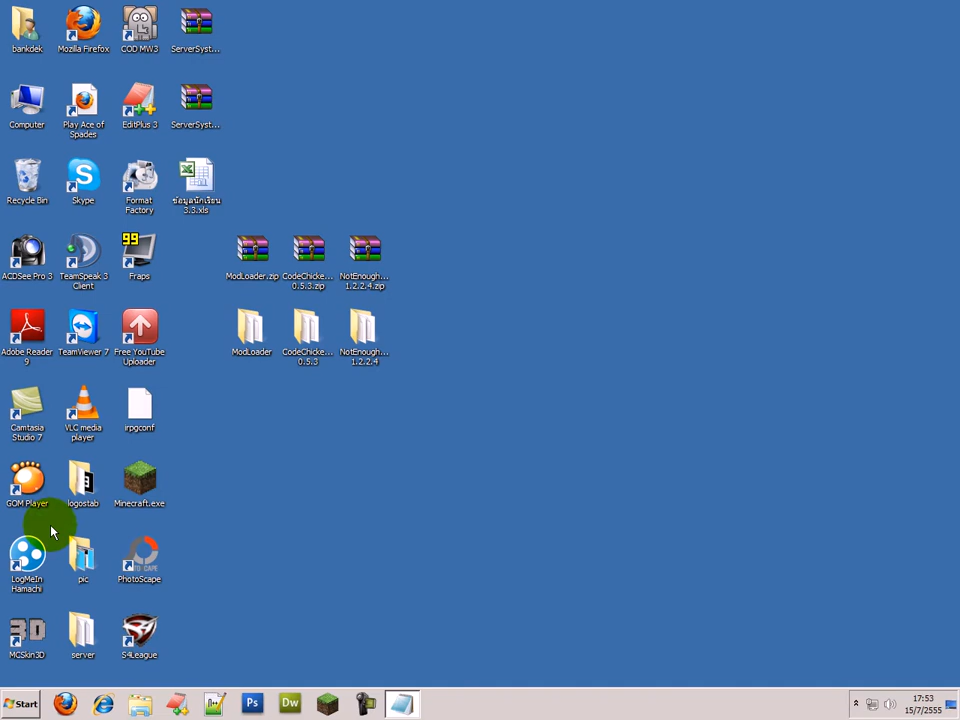 bankdek
Mozilla Firefox
COD MW3
ServerSyst...
Computer
Play Ace of
Spades
EditPlus 3
ServerSyst...
Recycle Bin
Skype
Format
Factory
ข้อมูลนักเรียน
3.3.xls
ACDSee Pro 3
TeamSpeak 3
Client
99
Fraps
ModLoader.zip
CodeChicke...
0.5.3.zip
NotEnough...
1.2.2.4.zip
Adobe Reader
9
TeamViewer 7
Free YouTube
Uploader
ModLoader
CodeChicke...
0.5.3
NotEnough...
1.2.2.4
Camtasia
Studio 7
VLC media
player
irpgconf
GOM Player
logostab
Minecraft.exe
LogMeIn
Hamachi
pic
PhotoScape
3D
MCSkin3D
server
S4League
Start
Ps
Dw
17:53
15/7/2555